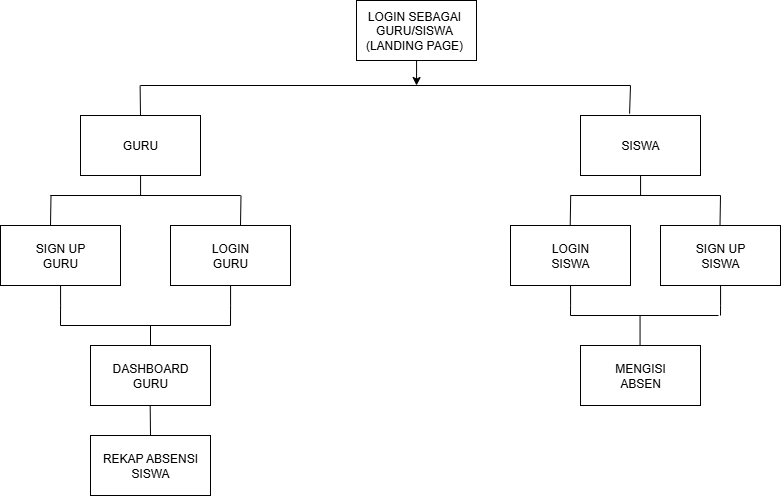 LOGIN SEBAGAI
GURU/SISWA
(LANDING PAGE)
GURU
SISWA
SIGN UP
GURU
LOGIN
GURU
LOGIN
SISWA
SIGN UP
SISWA
DASHBOARD
GURU
MENGISI
ABSEN
REKAP ABSENSI
SISWA